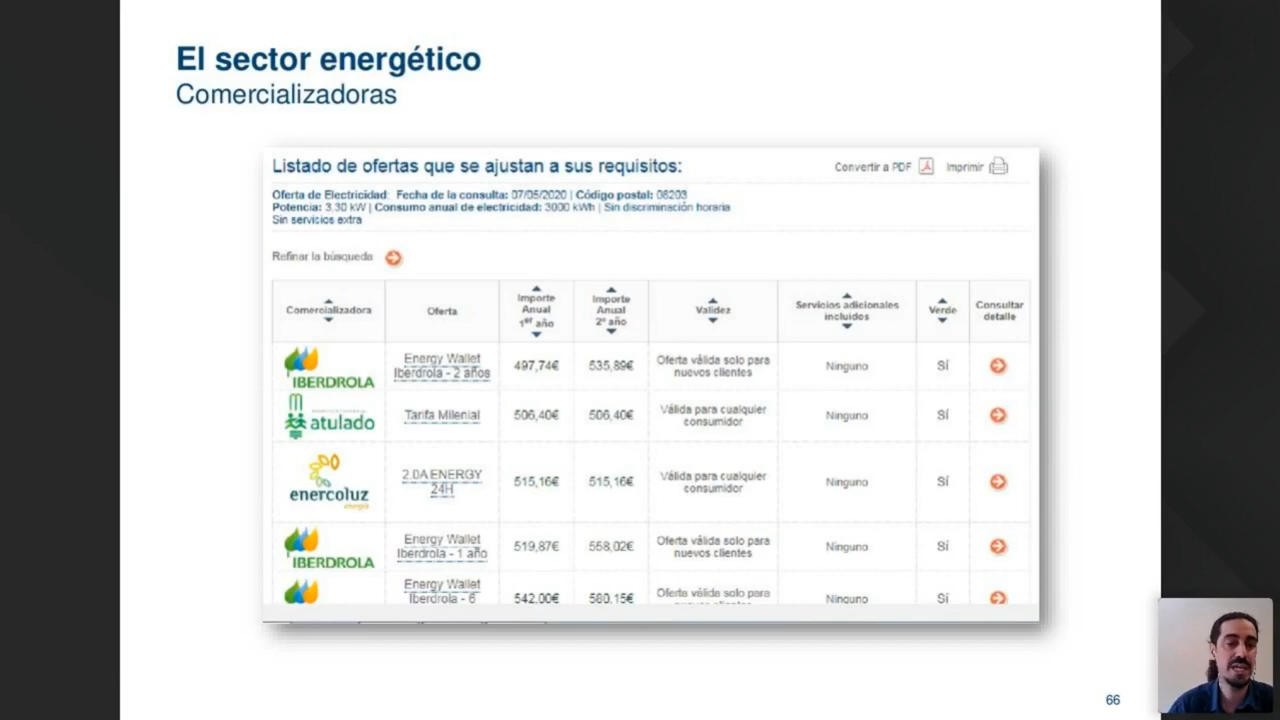 El sector energético
Comercializadoras
Listado de ofertas que se ajustan a sus requisitos:
Convertir a PDF
Imprimir
Oferta de Electricidad: Fecha de la consulta: 07/05/2020 | Código postal: 08203
Potencia: 3,30 kW | Consumo anual de electricidad: 3000 kWh | Sin discriminación horaria
Sin servicios extra
Refinar la búsqueda
Comercializadora
Oferta
Importe
Anual
1er año
Importe
Anual
2º año
Validez
Servicios adicionales
incluidos
Verde
Consultar
detalle
IBERDROLA
Energy Wallet
Iberdrola - 2 años
497,74€
535,89€
Oferta válida solo para
nuevos clientes
Ninguno
Sí
atulado
Tarifa Milenial
506,40€
506,40€
Válida para cualquier
consumidor
Ninguno
Sí
enercoluz
energía
2.0A ENERGY
24H
515,16€
515,16€
Válida para cualquier
consumidor
Ninguno
Sí
IBERDROLA
Energy Wallet
Iberdrola - 1 año
519,87€
558,02€
Oferta válida solo para
nuevos clientes
Ninguno
Sí
Energy Wallet
Iberdrola - 6
542,00€
580,15€
Oferta válida solo para
Ninguno
Sí
66